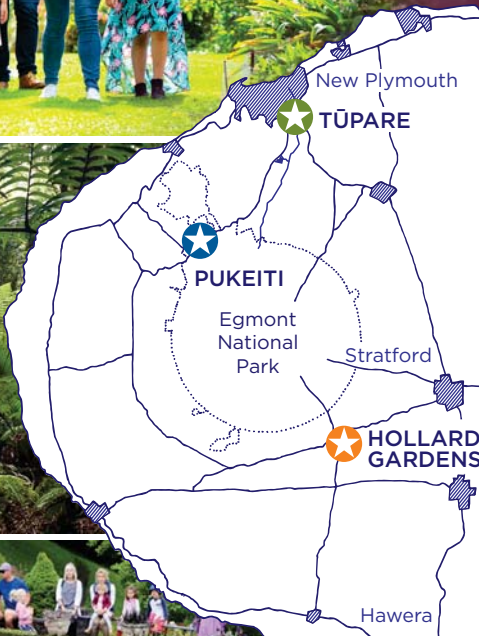 New Plymouth
TŪPARE
PUKEITI
Egmont
National
Park
Stratford
HOLLARD
GARDENS
Hawera